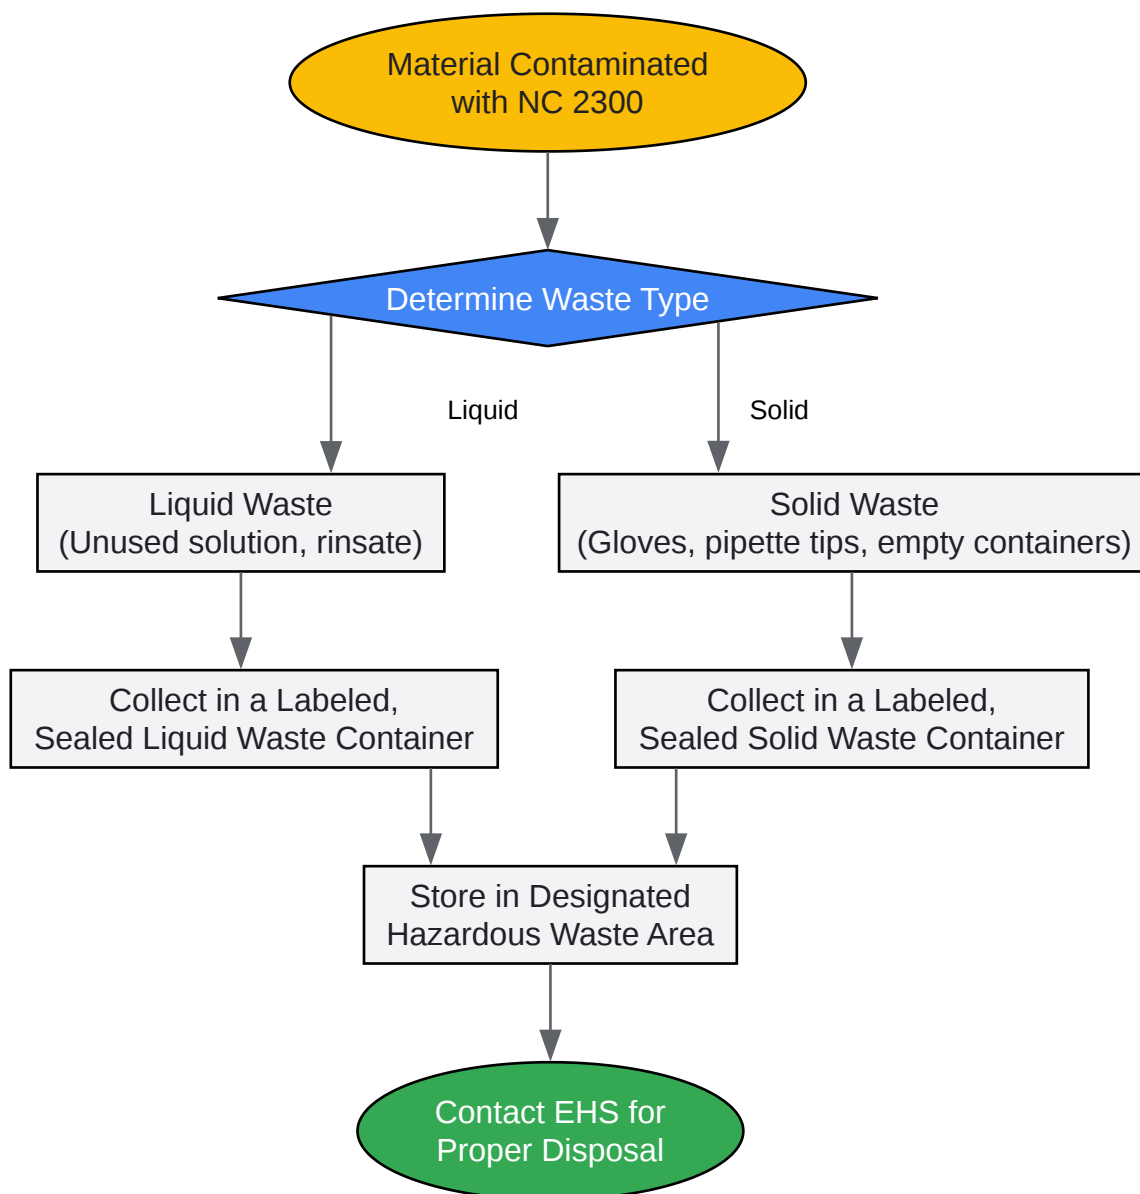 Material Contaminated
with NC 2300
Determine Waste Type
Liquid
Solid
Liquid Waste
(Unused solution, rinsate)
Solid Waste
(Gloves, pipette tips, empty containers)
Collect in a Labeled,
Sealed Liquid Waste Container
Collect in a Labeled,
Sealed Solid Waste Container
Store in Designated
Hazardous Waste Area
Contact EHS for
Proper Disposal